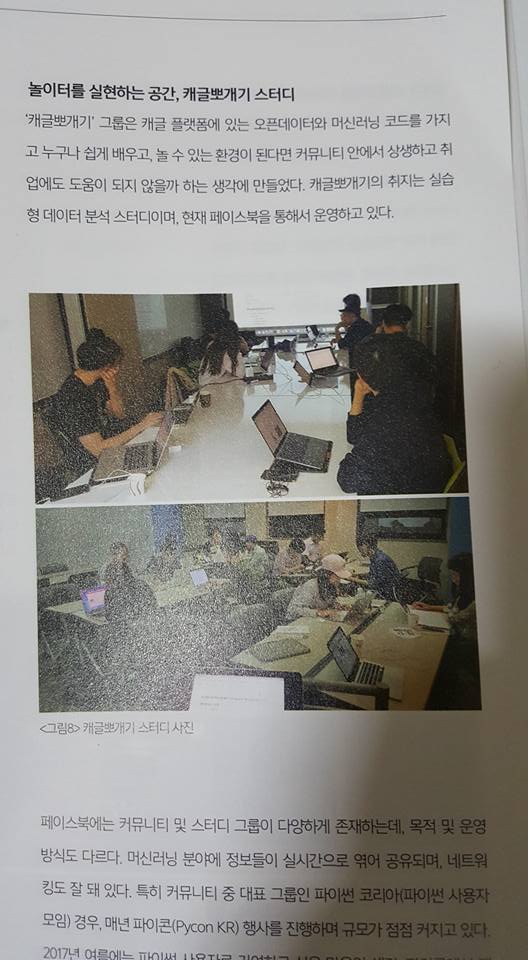 놀이터를 실현하는 공간, 캐글뽀개기 스터디
‘캐글뽀개기’ 그룹은 캐글 플랫폼에 있는 오픈데이터와 머신러닝 코드를 가지
고 누구나 쉽게 배우고, 놀 수 있는 환경이 된다면 커뮤니티 안에서 상생하고 취
업에도 도움이 되지 않을까 하는 생각에 만들었다. 캐글뽀개기의 취지는 실습
형 데이터 분석 스터디이며, 현재 페이스북을 통해서 운영하고 있다.
<그림8> 캐글뽀개기 스터디 사진
페이스북에는 커뮤니티 및 스터디 그룹이 다양하게 존재하는데, 목적 및 운영
방식도 다르다. 머신러닝 분야에 정보들이 실시간으로 엮어 공유되며, 네트워
킹도 잘 돼 있다. 특히 커뮤니티 중 대표 그룹인 파이썬 코리아(파이썬 사용자
모임) 경우, 매년 파이콘(Pycon KR) 행사를 진행하며 규모가 점점 커지고 있다.
2017년 여름에는 파이썬 사용자로